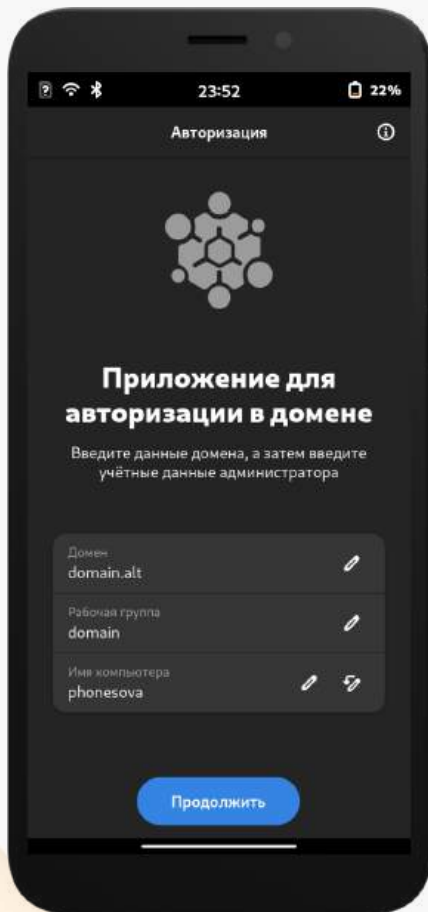 23:52
22%
Авторизация
Приложение для
авторизации в домене
Введите данные домена, а затем введите
учётные данные администратора
Домен
domain.alt
Рабочая группа
domain
Имя компьютера
phonesova
Продолжить